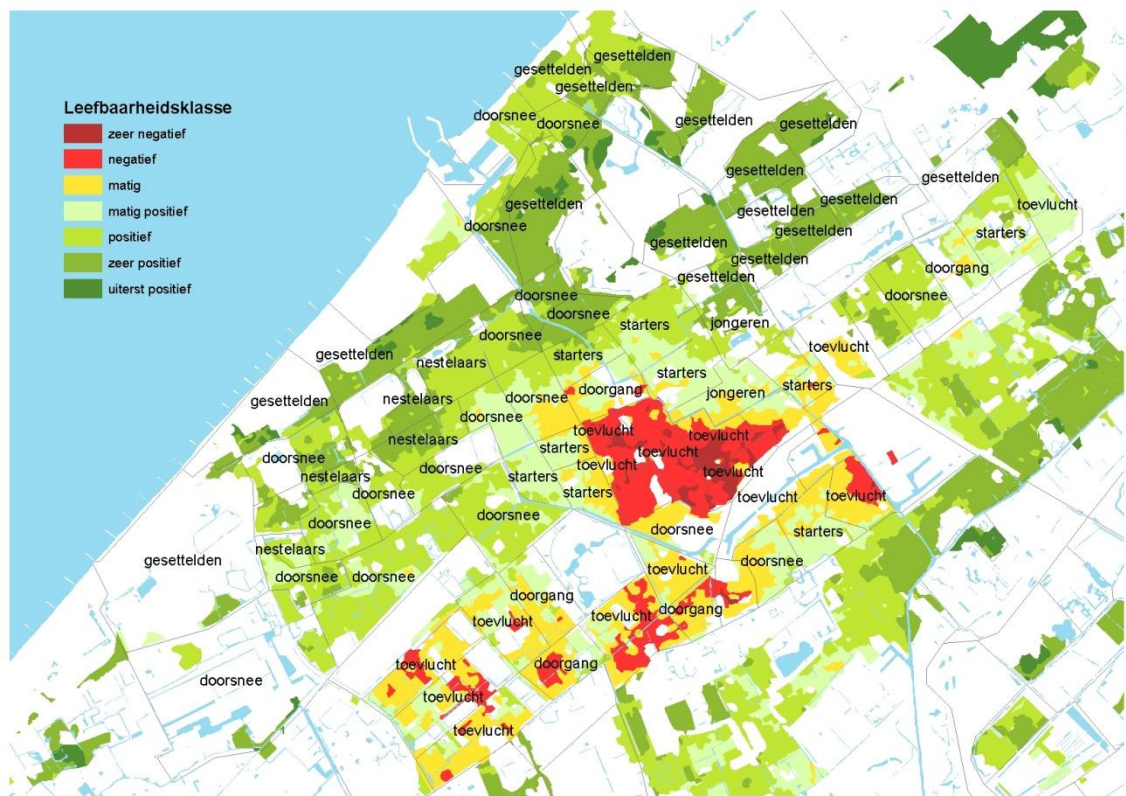 Leefbaarheidsklasse
zeer negatief
negatief
matig
matig positief
positief
zeer positief
uiterst positief
gesettelden
gesettelden
gesettelden
gesettelden
doorsnee
doorsnee
gesettelden
gesettelden
gesettelden
gesettelden
gesettelden
toevlucht
doorsnee
gesettelden
gesettelden
starters
gesettelden
gesettelden
gesettelden
doorgang
gesettelden
doorsnee
doorsnee
doorsnee
starters
jongeren
doorsnee
toevlucht
gesettelden
nestelaars
starters
starters
doorgang
starters
jongeren
gesettelden
nestelaars
doorsnee
doorsnee
toevlucht
toevlucht
nestelaars
starters
toevlucht
doorsnee
toevlucht
toevlucht
doorsnee
nestelaars
starters
toevlucht
doorsnee
starters
toevlucht
doorsnee
doorsnee
doorsnee
starters
nestelaars
gesettelden
doorsnee
doorsnee
doorsnee
toevlucht
doorgang
toevlucht
doorgang
toevlucht
toevlucht
doorgang
doorsnee
toevlucht
toevlucht